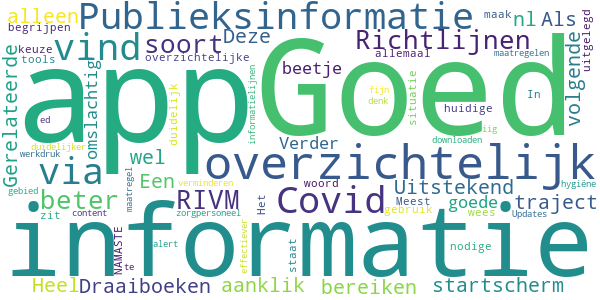 alleen Publieksinformatie maak nl Als
begrijpen
keuze vind soort Deze Richtlijnen volgende uitgelegd
tools overzichtelijke allemaal maatregelen
Gerelateerde omslachtig app beetje Goed
informatielijnen situatie fijn denk huidige In
ed duidelijk Verder downloaden
duidelijker via wel overzichtelijk
werkdruk Een verminderen woord Uitstekend hygiëne
gebied beter maatregel RIVM Covid Meest goede traject
zit content zorgpersoneel Het gebruik wees Updates
informatie
NAMASTE alert effectiever staat nodige
te
Heel Draaiboeken aanklik bereiken startscherm